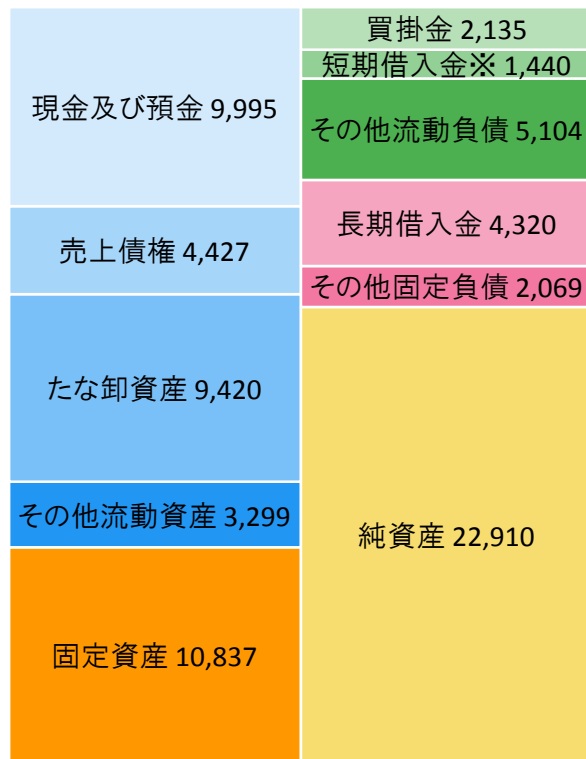 現金及び預金 9,995
売上債権 4,427
たな卸資産 9,420
その他流動資産 3,299
固定資産 10,837
買掛金 2,135
短期借入金※ 1,440
その他流動負債 5,104
長期借入金 4,320
その他固定負債 2,069
純資産 22,910